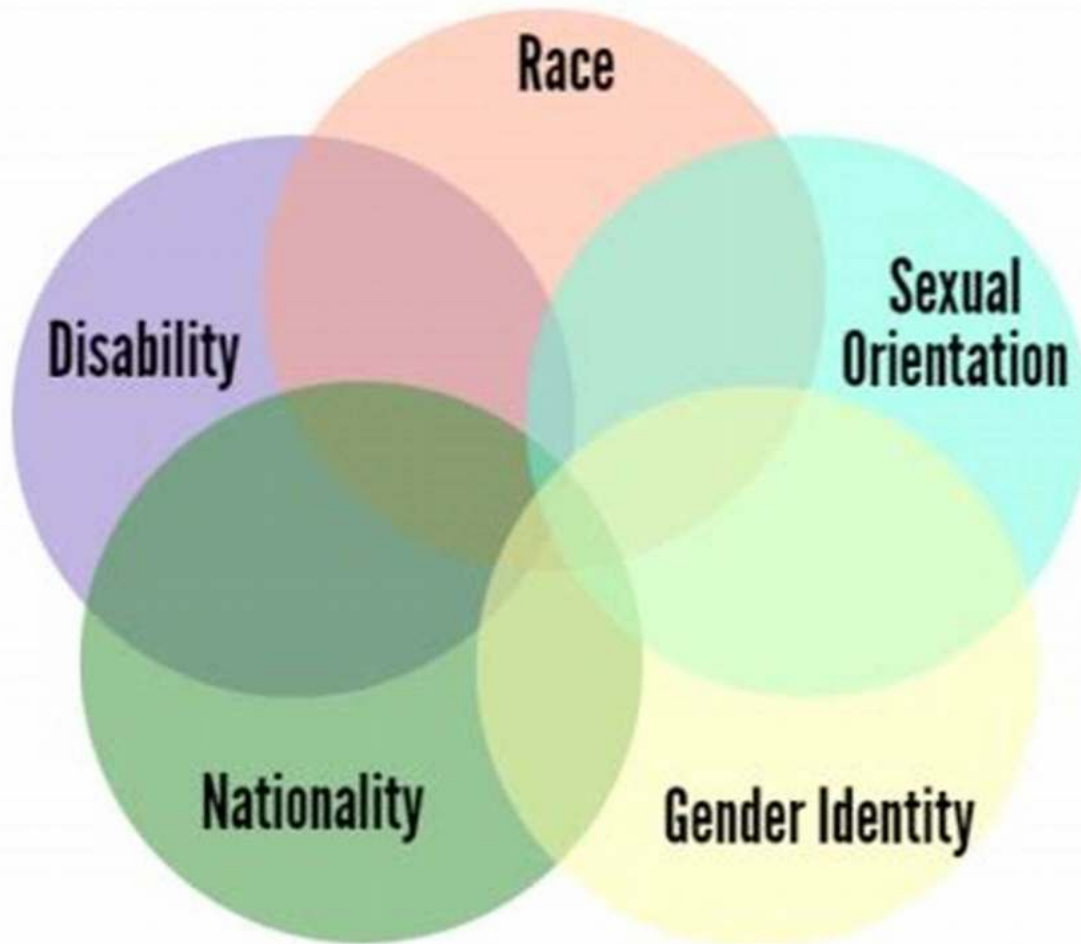 Race
Sexual
Orientation
Disability
Nationality
Gender Identity